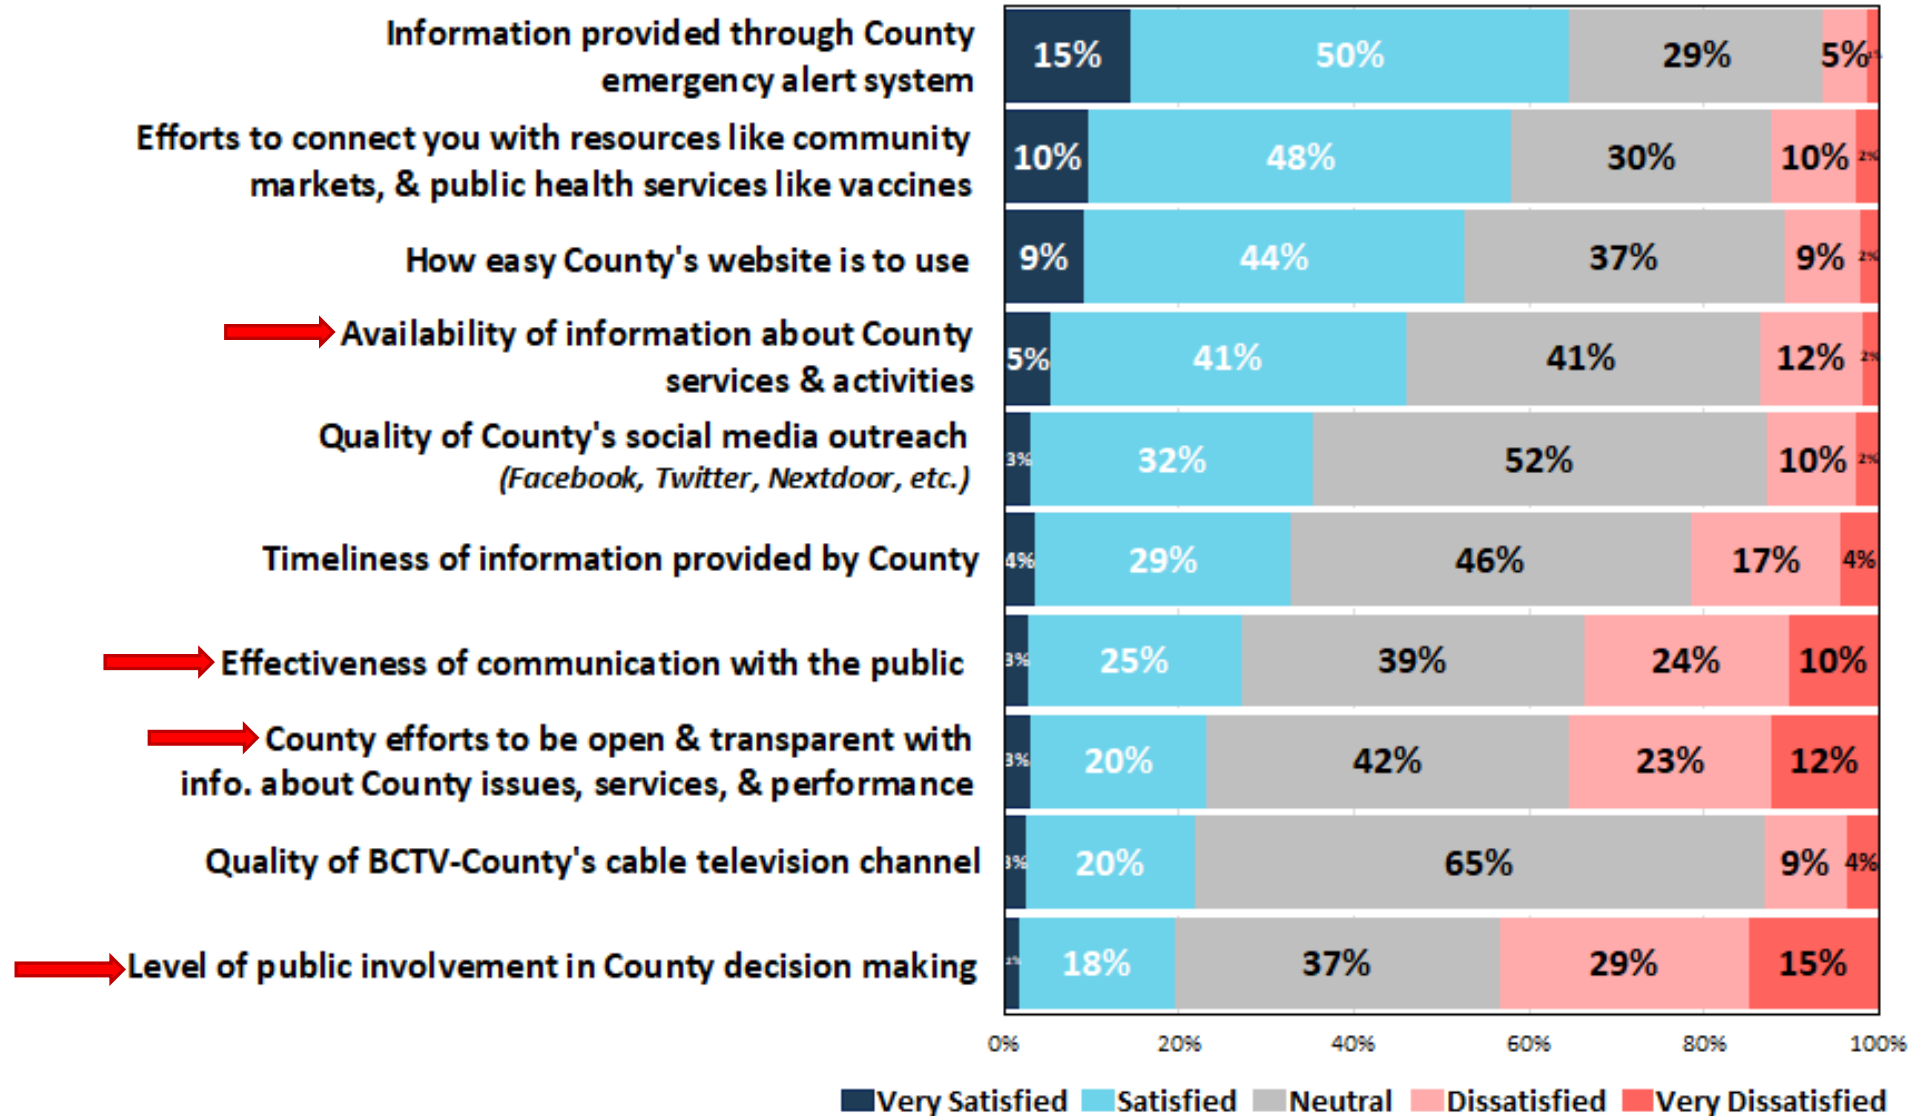 Information provided through County
emergency alert system
15% 50% 29% 5% 1%
Efforts to connect you with resources like community
markets, & public health services like vaccines
10% 48% 30% 10% 2%
How easy County's website is to use
9% 44% 37% 9% 2%
Availability of information about County
services & activities
5% 41% 41% 12% 2%
Quality of County's social media outreach
(Facebook, Twitter, Nextdoor, etc.)
3% 32% 52% 10% 2%
Timeliness of information provided by County
4% 29% 46% 17% 4%
Effectiveness of communication with the public
3% 25% 39% 24% 10%
County efforts to be open & transparent with
info. about County issues, services, & performance
3% 20% 42% 23% 12%
Quality of BCTV-County's cable television channel
3% 20% 65% 9% 4%
Level of public involvement in County decision making
2% 18% 37% 29% 15%
0% 20% 40% 60% 80% 100%
Very Satisfied Satisfied Neutral Dissatisfied Very Dissatisfied